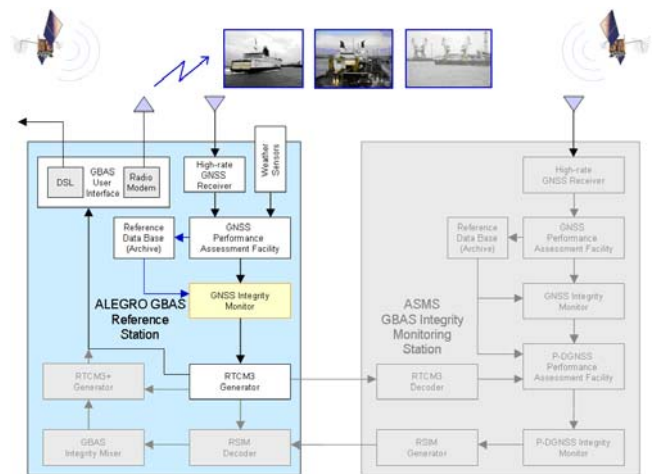 DSL
GBAS
User
Interface
Radio
Modem
High-rate
GNSS
Receiver
Weather
Sensors
Reference
Data Base
(Archive)
GNSS
Performance
Assessment Facility
ALEGRO GBAS
Reference
Station
GNSS Integrity
Monitor
RTCM3+
Generator
RTCM3
Generator
GBAS
Integrity Mixer
RSIM
Decoder
High-rate
GNSS Receiver
Reference
Data Base
(Archive)
GNSS
Performance
Assessment Facility
ASMS
GBAS Integrity
Monitoring
Station
GNSS Integrity
Monitor
RTCM3
Decoder
P-DGNSS
Performance
Assessment Facility
RSIM
Generator
P-DGNSS Integrity
Monitor